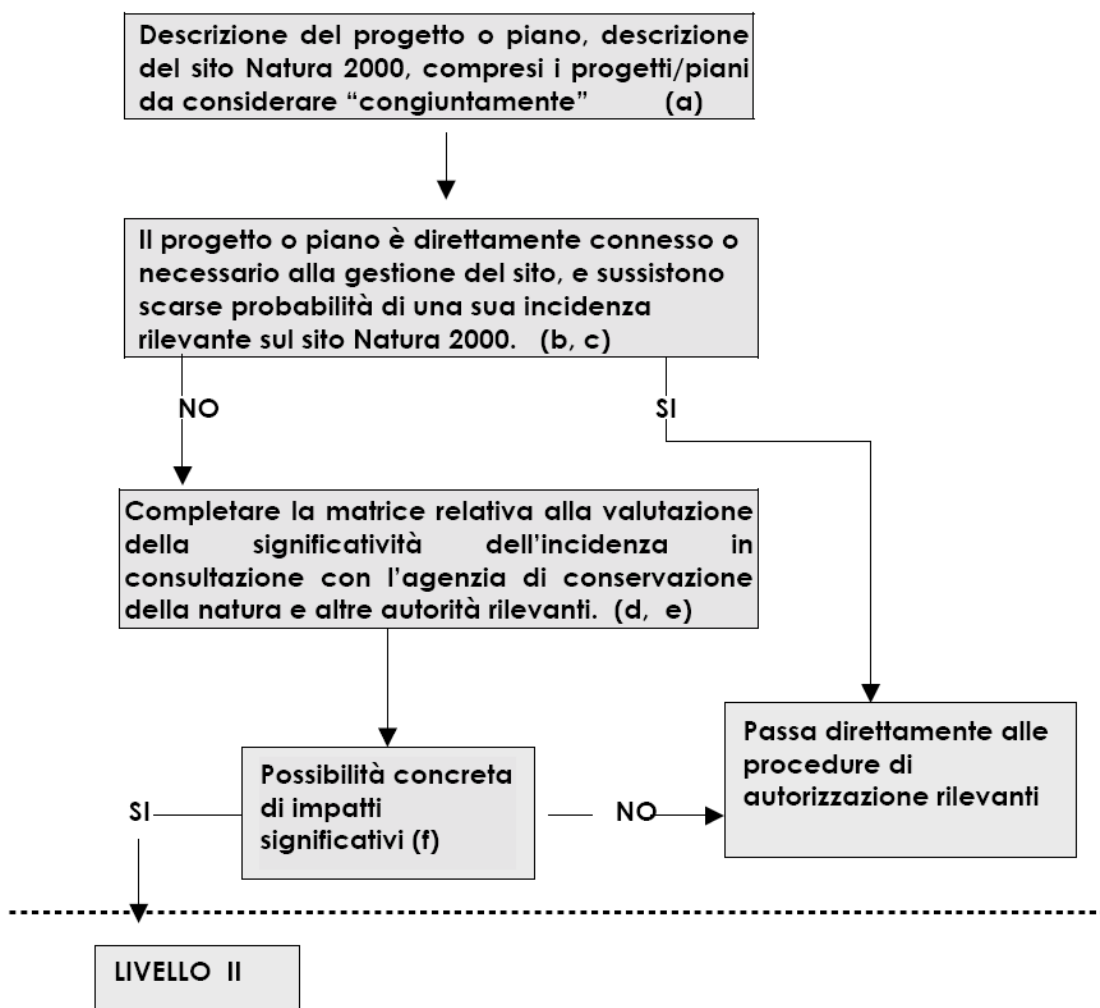 Descrizione del progetto o piano, descrizione
del sito Natura 2000, compresi i progetti/piani
da considerare “congiuntamente” (a)
Il progetto o piano è direttamente connesso o
necessario alla gestione del sito, e sussistono
scarse probabilità di una sua incidenza
rilevante sul sito Natura 2000. (b, c)
NO
SI
Completare la matrice relativa alla valutazione
della significatività dell’incidenza in
consultazione con l’agenzia di conservazione
della natura e altre autorità rilevanti. (d, e)
Passa direttamente alle
procedure di
autorizzazione rilevanti
Possibilità concreta
di impatti
significativi (f)
SI
NO
LIVELLO II